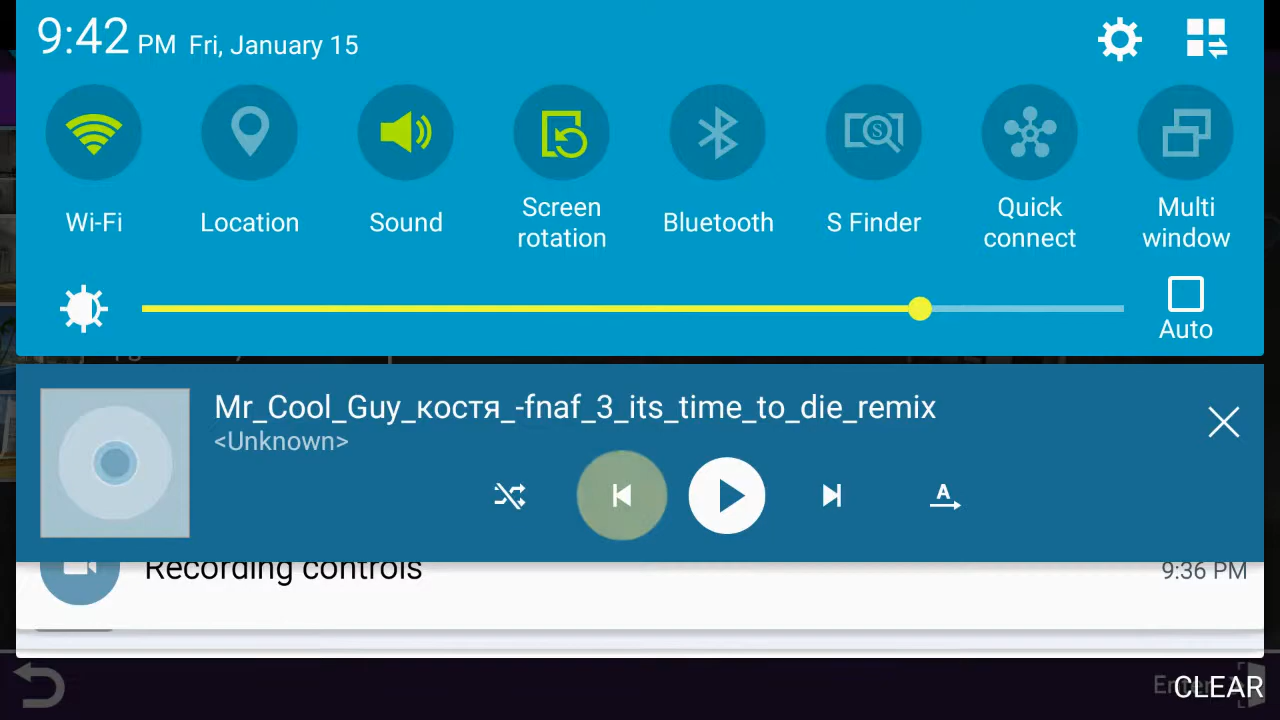 9:42 PM Fri, January 15
Wi-Fi
Location
Sound
Screen
rotation
Bluetooth
S Finder
Quick
connect
Multi
window
Auto
Mr_Cool_Guy_костя_-fnaf_3_its_time_to_die_remix
<Unknown>
A
Recording controls
9:36 PM
CLEAR